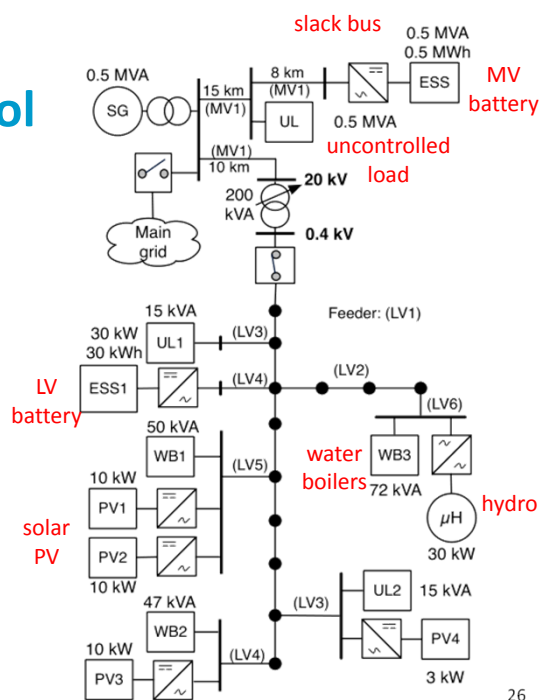 slack bus
0.5 MVA
0.5 MWh
ol
0.5 MVA
15 km
(MV1)
8 km
(MV1)
ESS
MV
battery
SG
UL
0.5 MVA
uncontrolled
load
(MV1)
10 km
20 kV
200
kVA
Main
grid
0.4 kV
15 kVA
Feeder: (LV1)
30 kW
30 kWh
UL1
(LV3)
LV
battery
ESS1
(LV4)
(LV2)
(LV6)
50 kVA
WB1
(LV5)
water
boilers
WB3
72 kVA
hydro
10 kW
PV1
µH
30 kW
solar
PV
PV2
10 kW
47 kVA
WB2
(LV3)
UL2
15 kVA
10 kW
(LV4)
PV3
PV4
3 kW
26